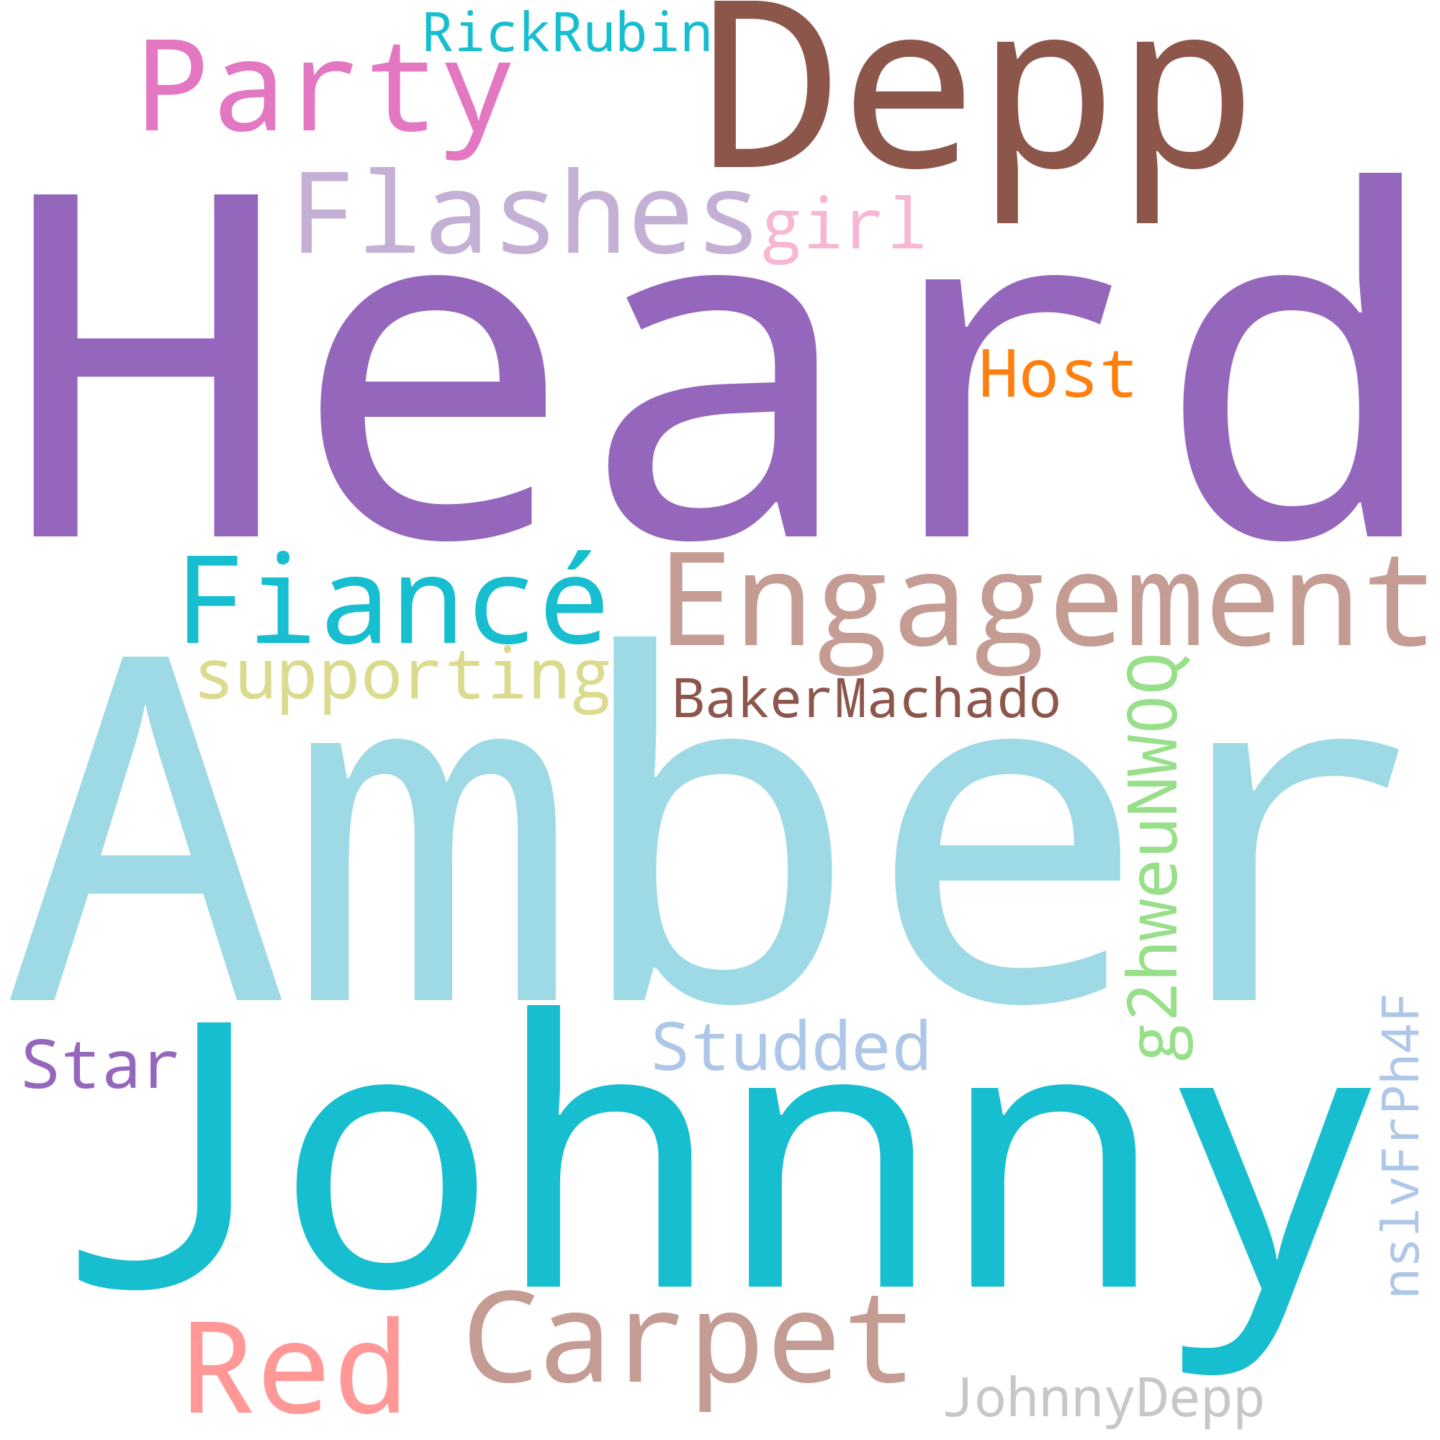 RickRubin
Party
Depp
Flashes
girl
Heard
Host
Fiancé
Engagement
supporting
BakerMachado
g2hweuNW0Q
Amber
Star
Studded
Johnny
nslvFrPh4F
Red
Carpet
JohnnyDepp